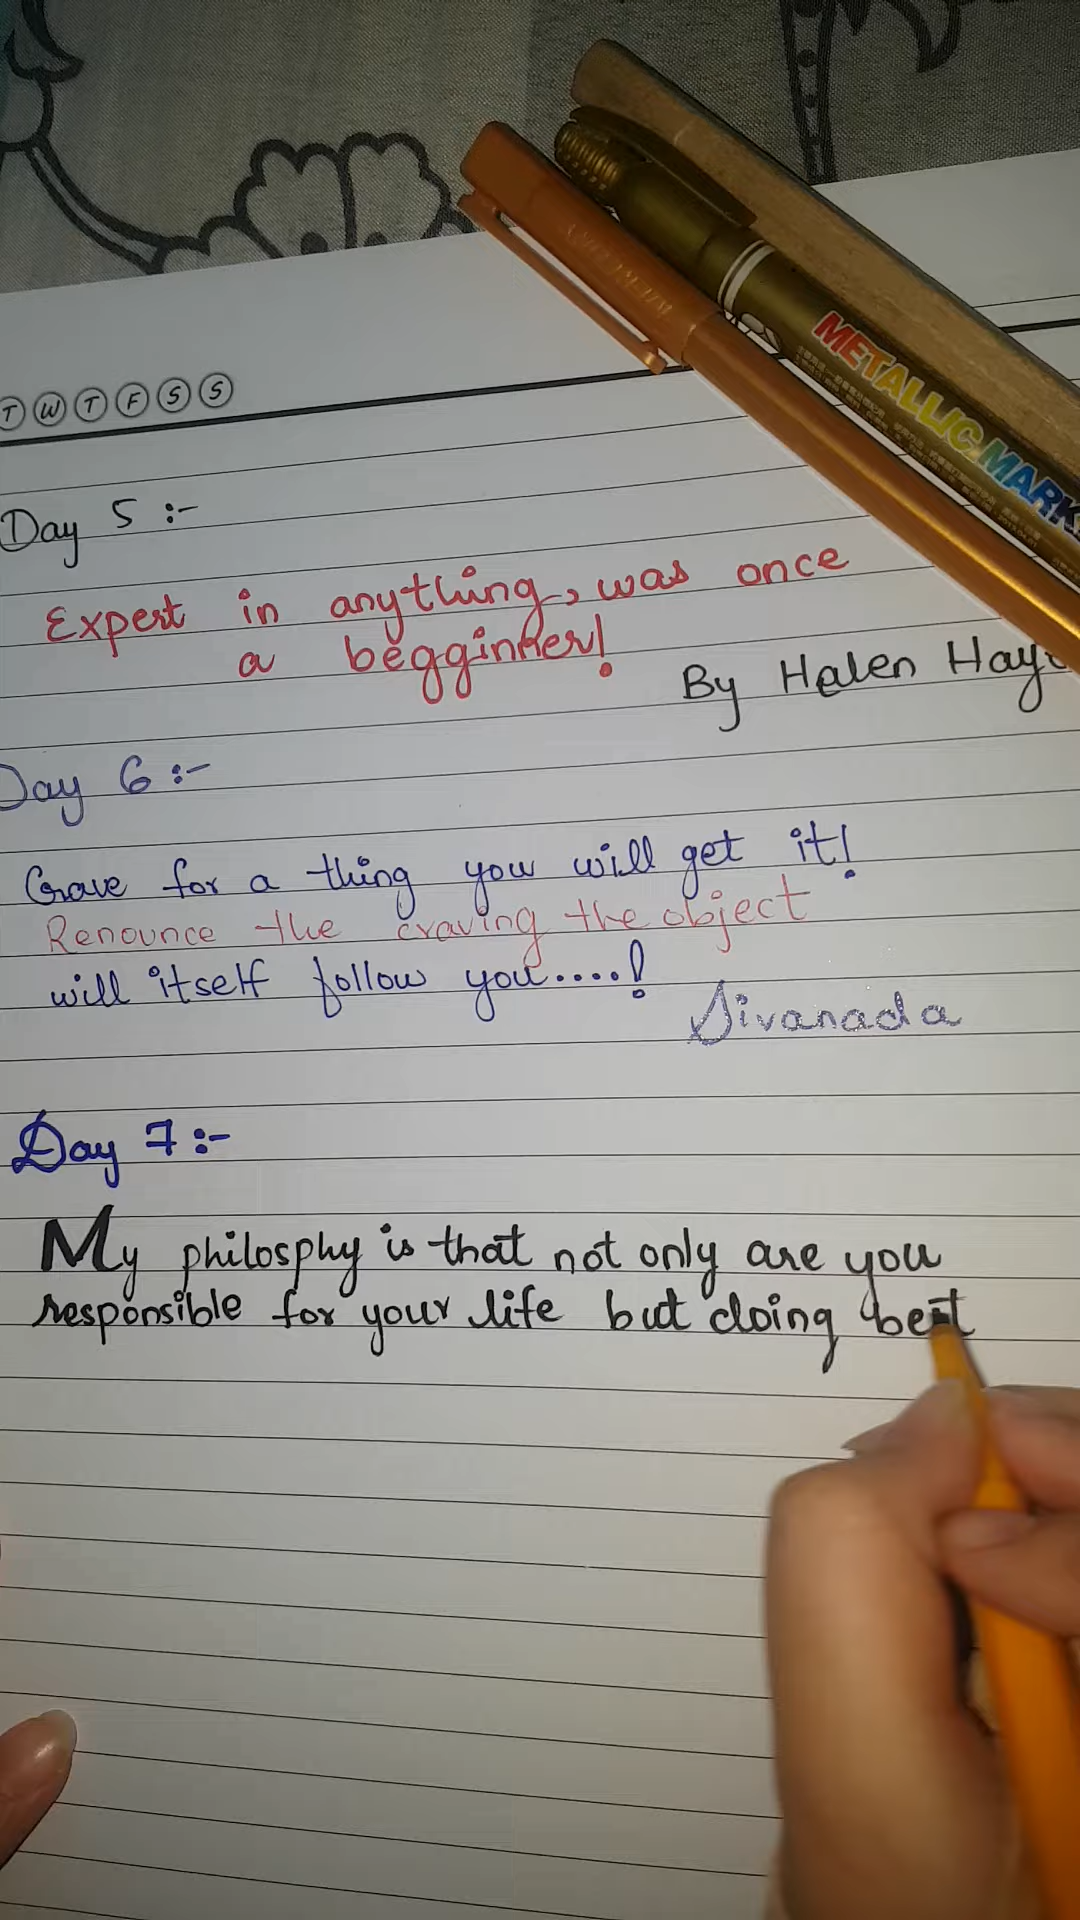 T W T F S S
METALLIC MARK
Day 5 :-
Expert in anything, was once
a begginner!
By Halen Hay
Day 6 :-
Crave for a thing you will get it!
Renounce the craving the object
will itself follow you....!
Sivanada
Day 7 :-
My philosphy is that not only are you
responsible for your life but doing best